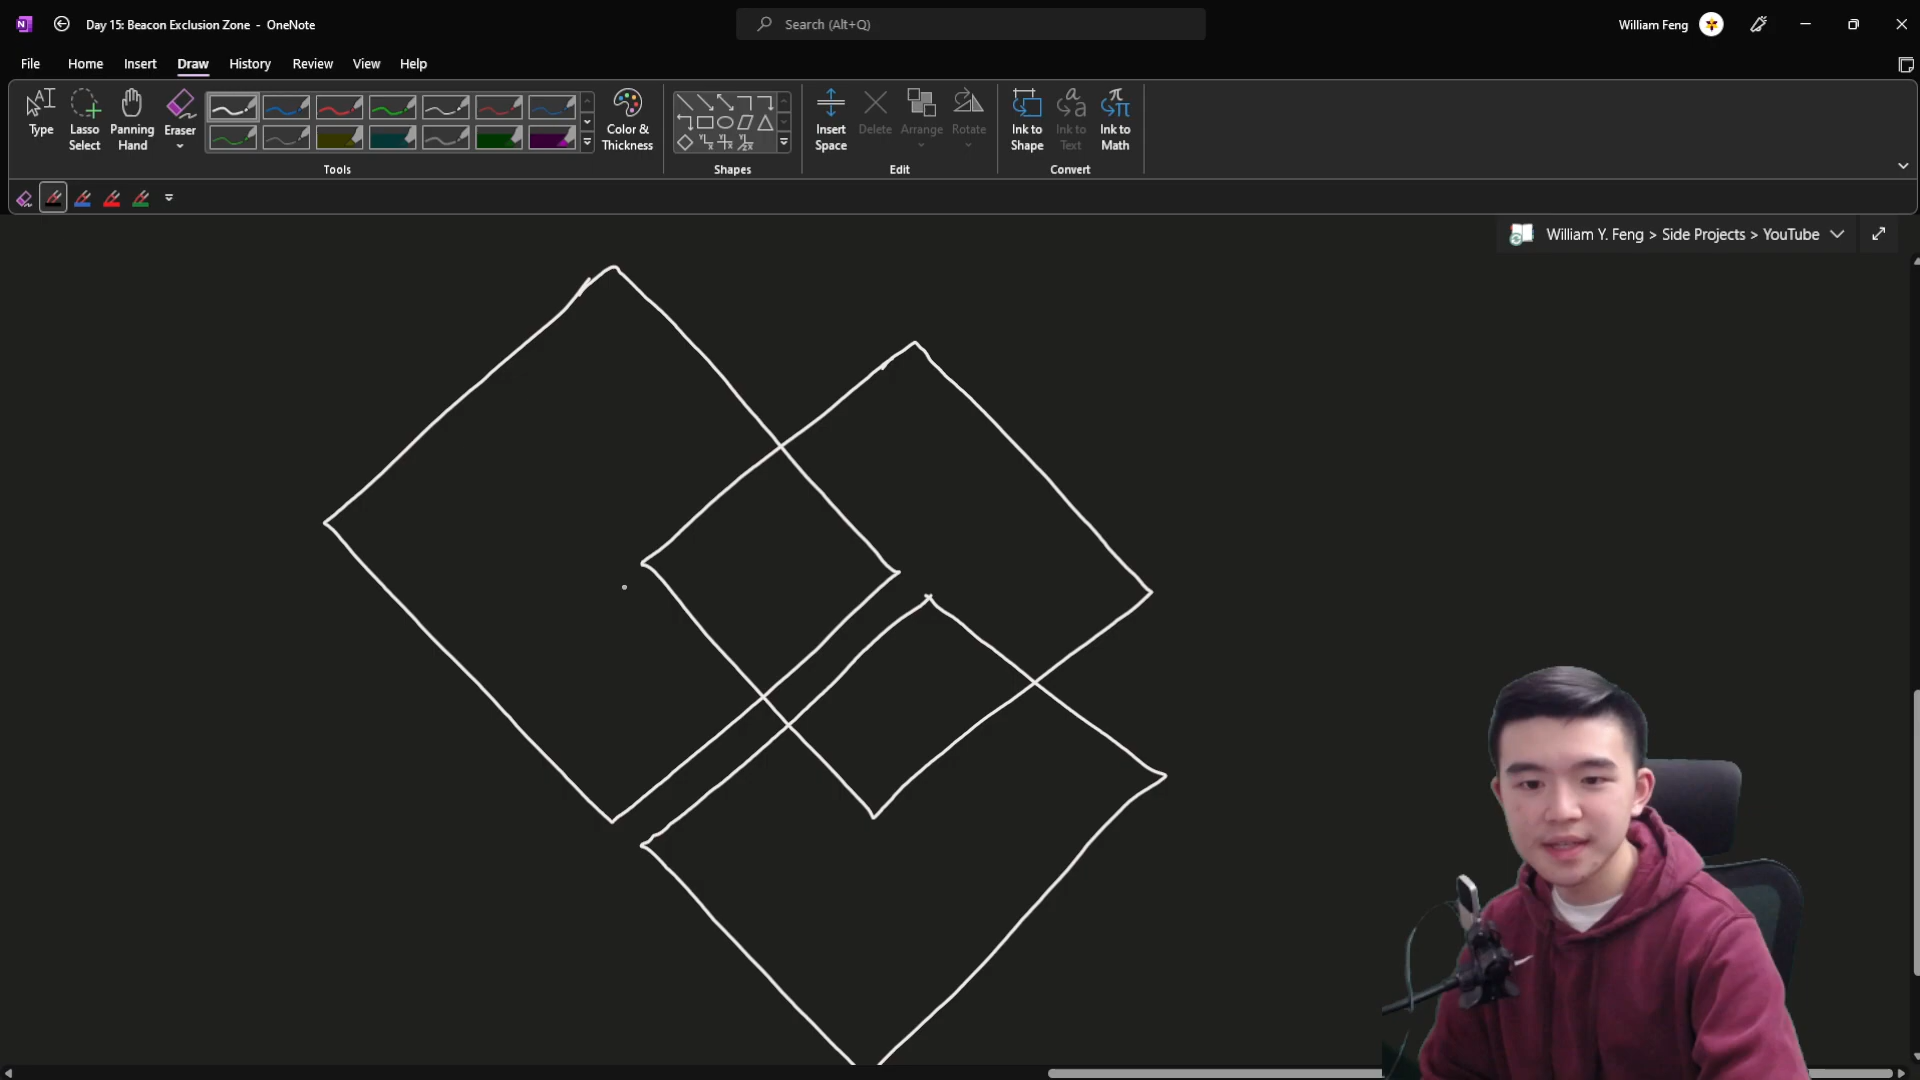 Day 15: Beacon Exclusion Zone - OneNote
Search (Alt+Q)
William Feng
File Home Insert Draw History Review View Help
Type
Lasso Select
Panning Hand
Eraser
Color & Thickness
Insert Space
Delete
Arrange
Rotate
Ink to Shape
Ink to Text
Ink to Math
Tools
Shapes
Edit
Convert
William Y. Feng > Side Projects > YouTube